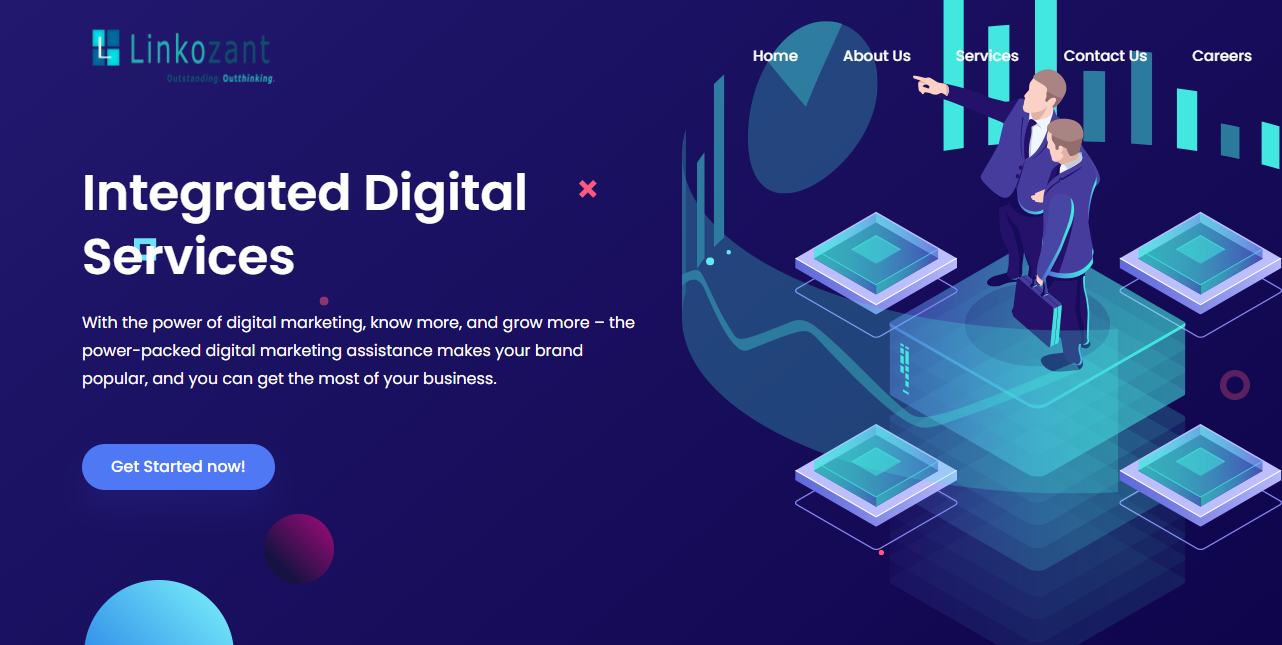 Linkozant
Outstanding. Outthinking.
Home About Us Services Contact Us Careers
Integrated Digital
Services
With the power of digital marketing, know more, and grow more – the
power-packed digital marketing assistance makes your brand
popular, and you can get the most of your business.
Get Started now!